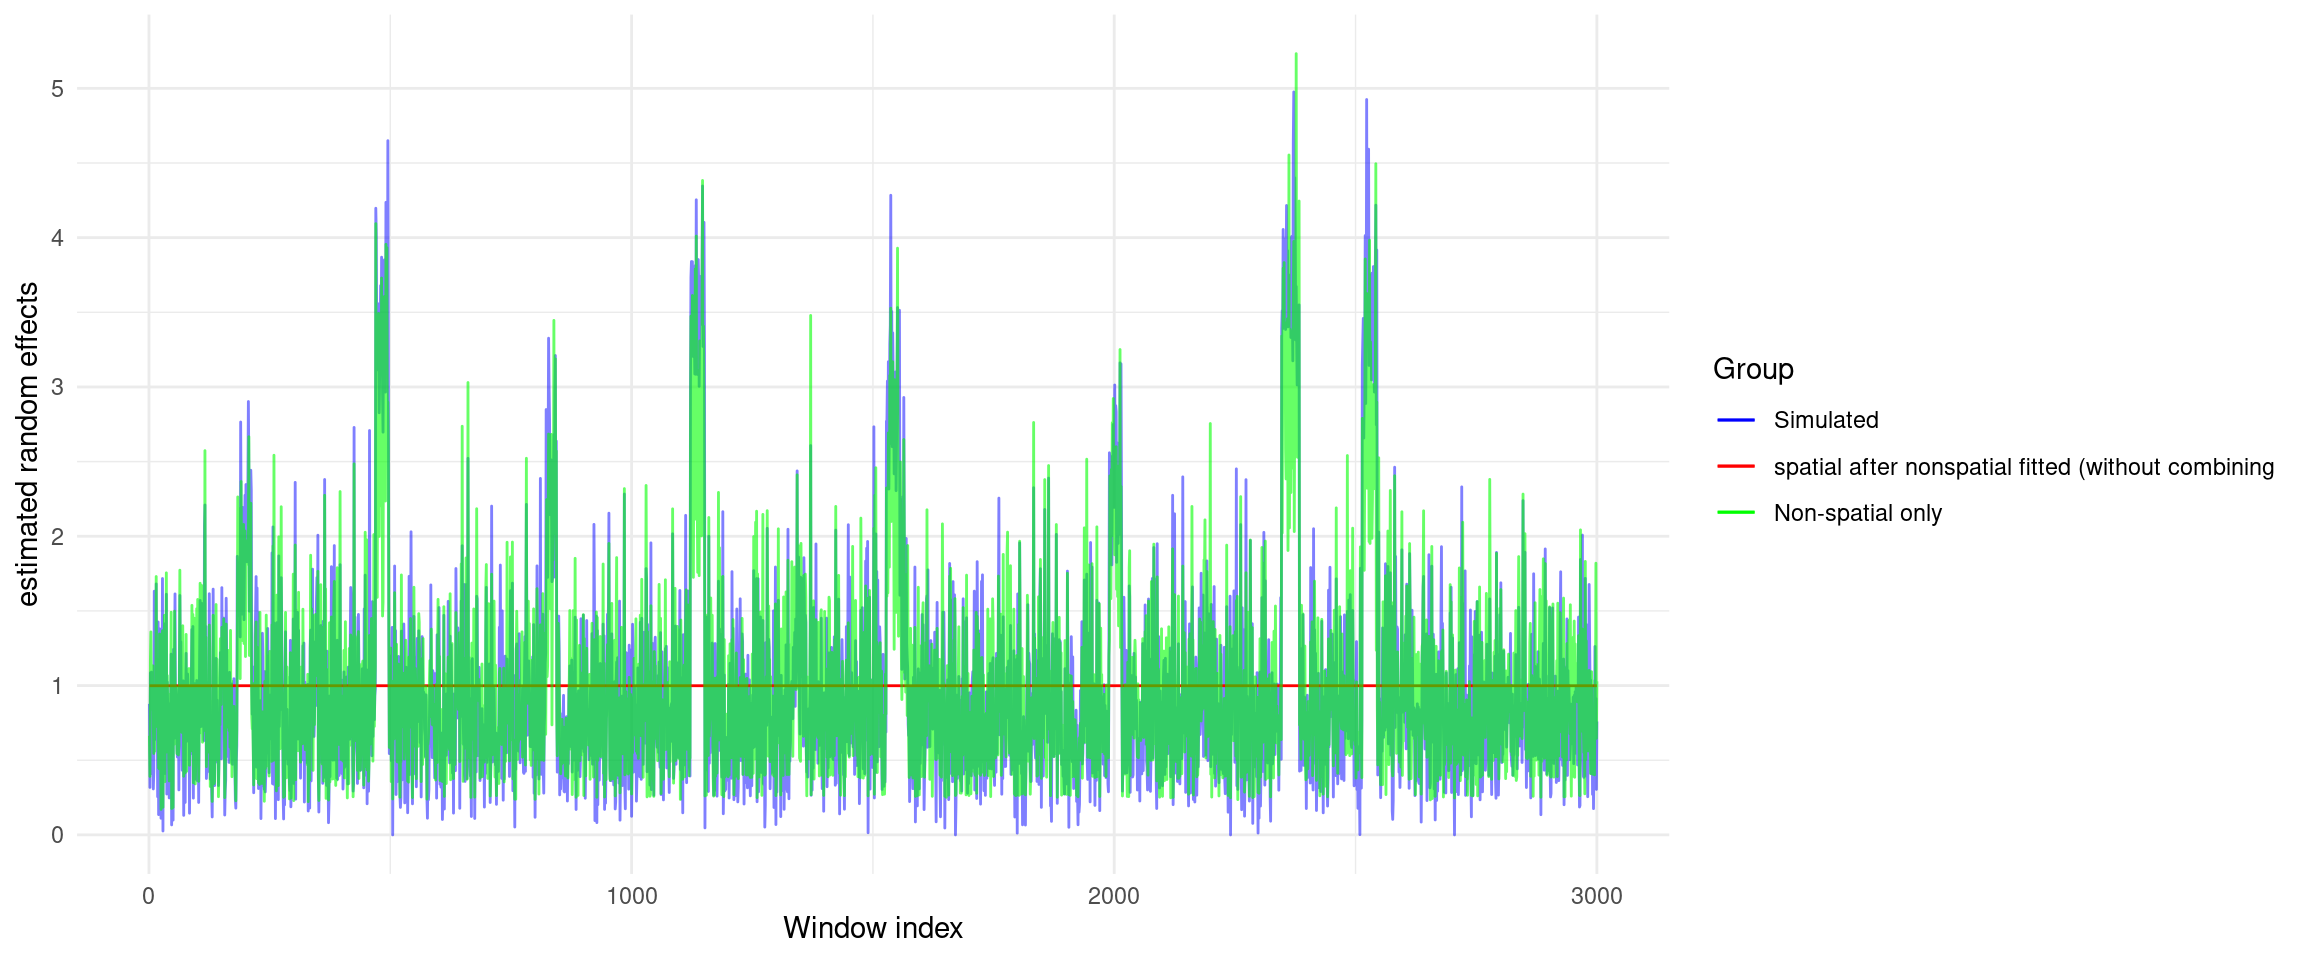 5
4
3
2
1
0
estimated random effects
0 1000 2000 3000
Window index
Group
Simulated
spatial after nonspatial fitted (without combining
Non-spatial only